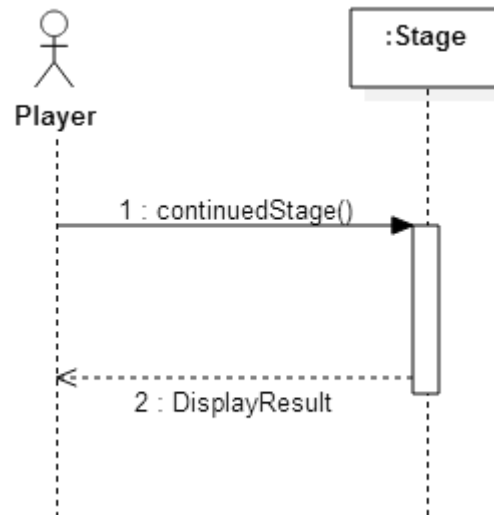 :Stage
Player
1 : continuedStage()
2 : DisplayResult